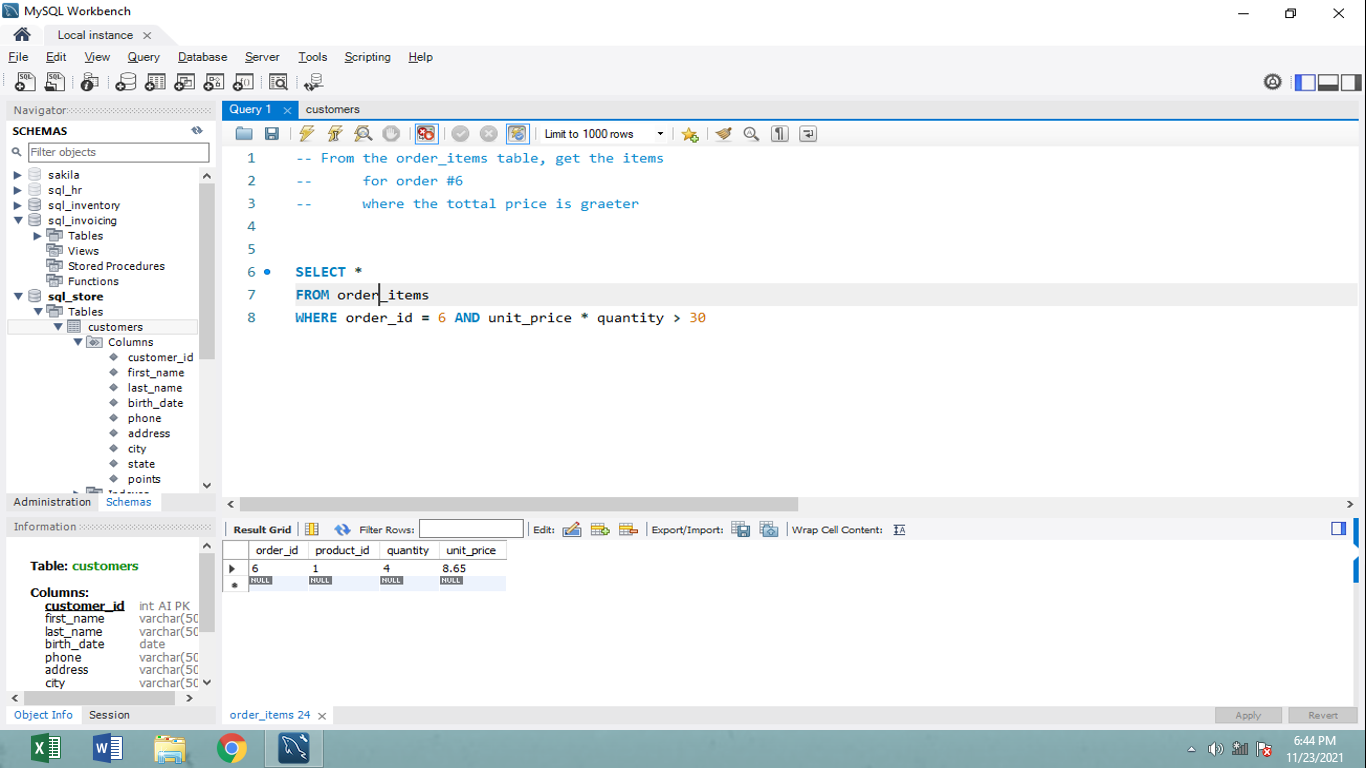 MySQL Workbench
Local instance
File Edit View Query Database Server Tools Scripting Help
Navigator
SCHEMAS
Filter objects
sakila
sql_hr
sql_inventory
sql_invoicing
Tables
Views
Stored Procedures
Functions
sql_store
Tables
customers
Columns
customer_id
first_name
last_name
birth_date
phone
address
city
state
points
Administration Schemas
Information
Table: customers
Columns:
customer_id int AI PK
first_name varchar(50
last_name varchar(50
birth_date date
phone varchar(50
address varchar(50
city varchar(50
Object Info Session
Query 1 customers
Limit to 1000 rows
1 -- From the order_items table, get the items
2 -- for order #6
3 -- where the tottal price is graeter
4
5
6 SELECT *
7 FROM order_items
8 WHERE order_id = 6 AND unit_price * quantity > 30
Result Grid Filter Rows: Edit: Export/Import: Wrap Cell Content:
order_id product_id quantity unit_price
6 1 4 8.65
NULL NULL NULL NULL
order_items 24 Apply Revert
6:44 PM
11/23/2021